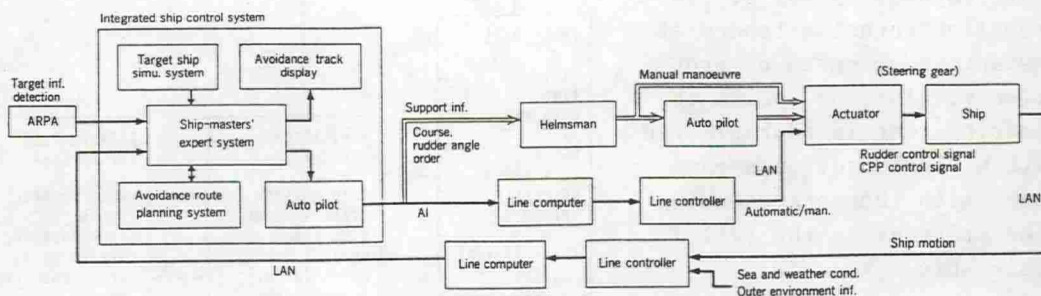 Integrated ship control system
Target ship
simu. system
Avoidance track
display
Target inf.
detection
ARPA
Ship-masters'
expert system
Avoidance route
planning system
Auto pilot
AI
Support inf.
Course,
rudder angle
order
Manual manoeuvre
Helmsman
Auto pilot
(Steering gear)
Actuator
Ship
Rudder control signal
CPP control signal
LAN
Line computer
Line controller
Automatic/man.
LAN
LAN
Line computer
Line controller
Ship motion
Sea and weather cond.
Outer environment inf.